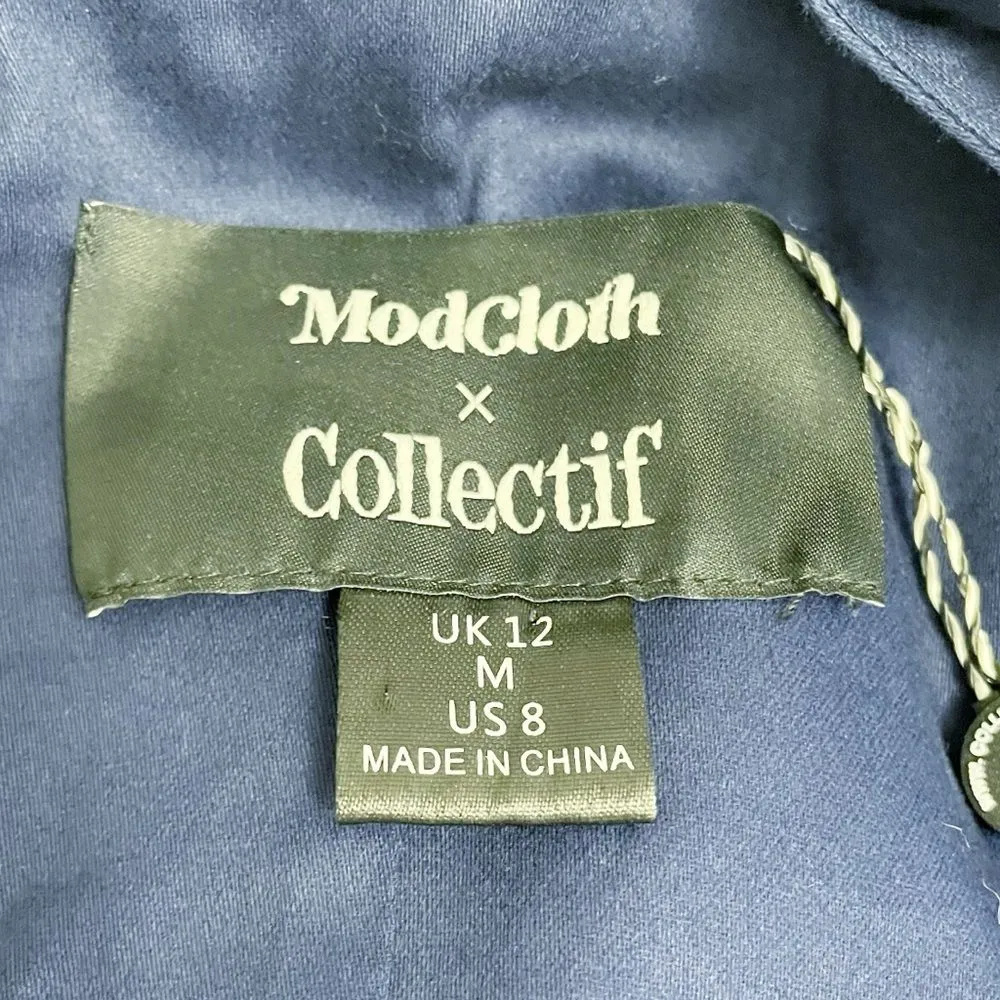 ModCloth
×
Collectif
UK 12
M
US 8
MADE IN CHINA